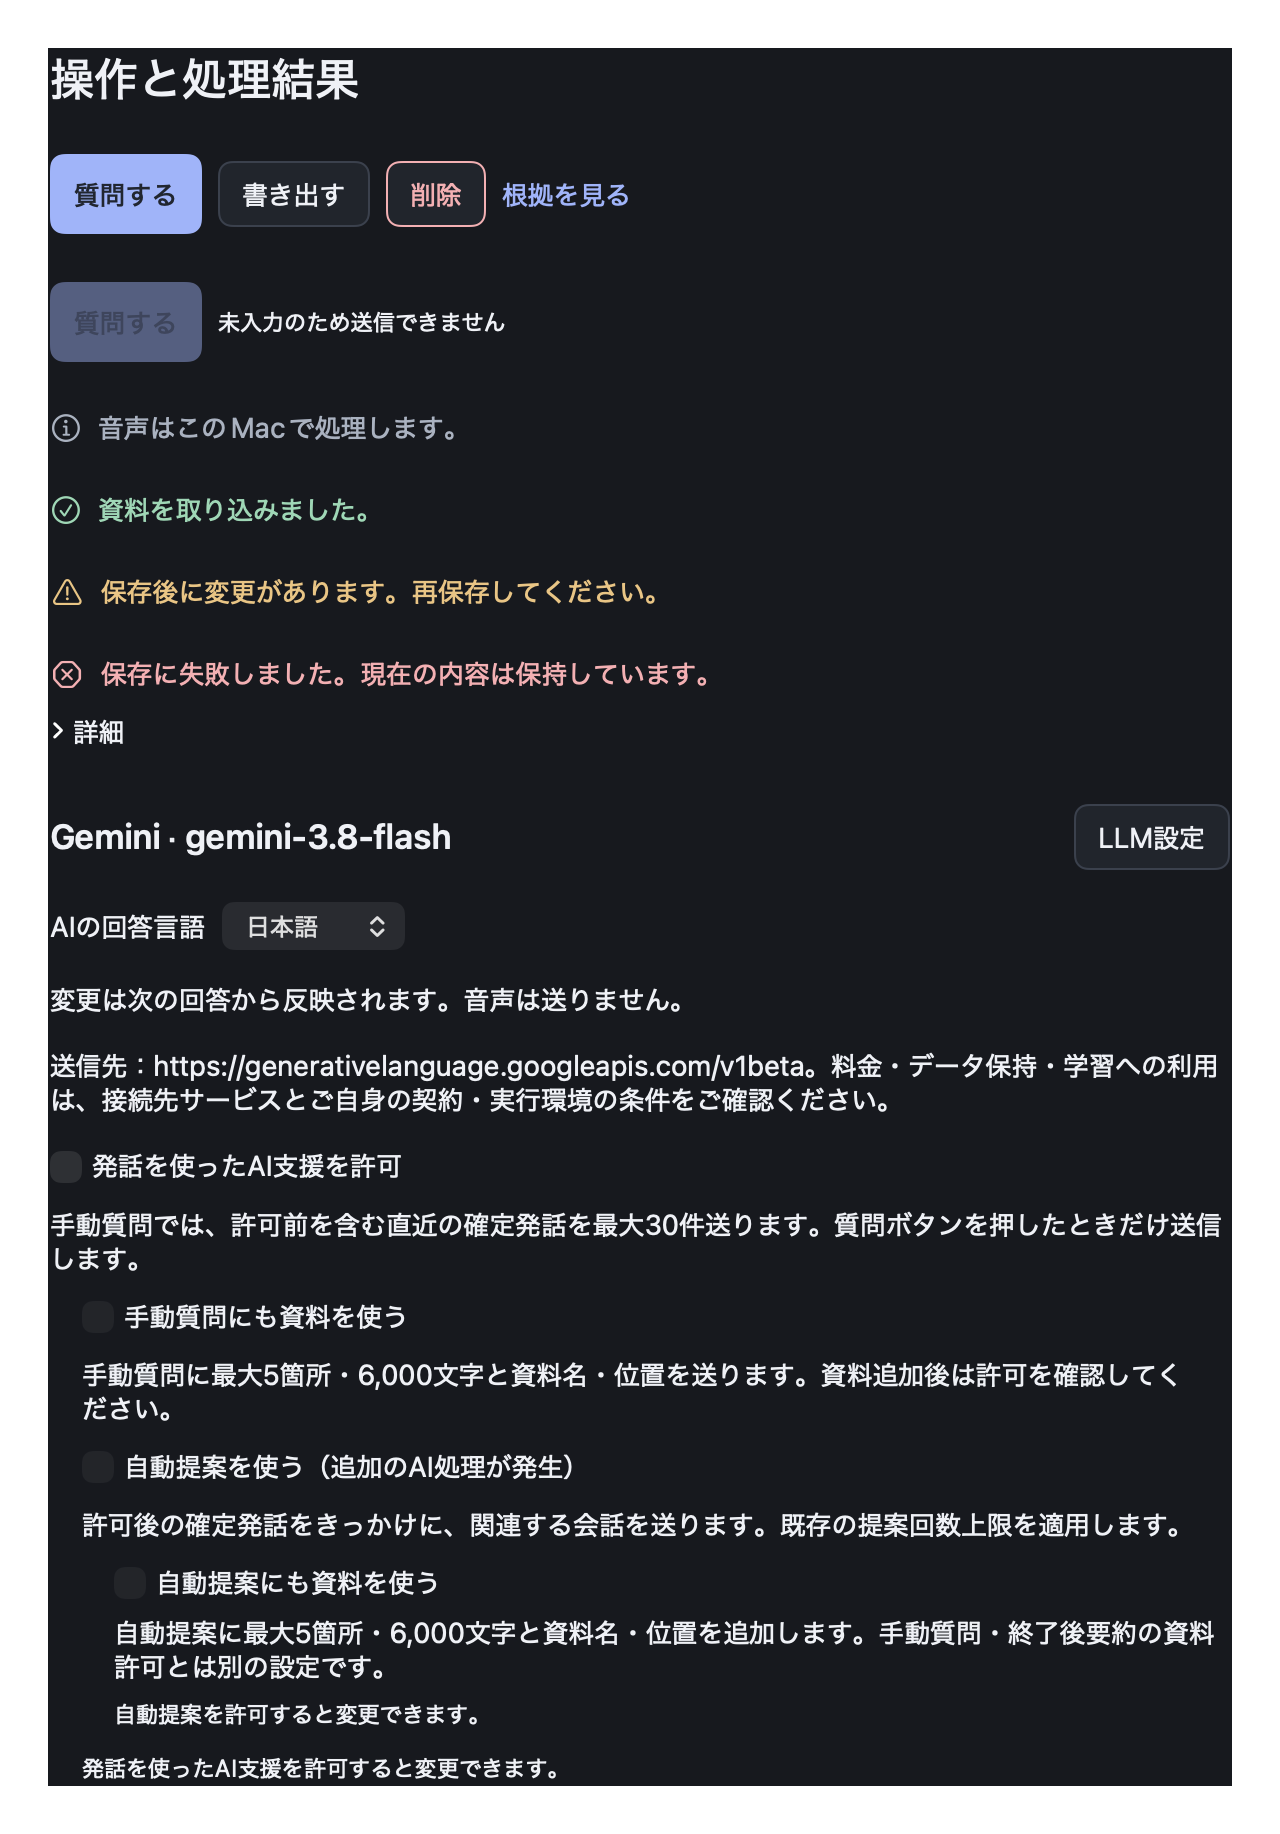 操作と処理結果
質問する 書き出す 削除 根拠を見る
質問する 未入力のため送信できません
音声はこのMacで処理します。
資料を取り込みました。
保存後に変更があります。再保存してください。
保存に失敗しました。現在の内容は保持しています。
詳細
Gemini · gemini-3.8-flash LLM設定
AIの回答言語 日本語
変更は次の回答から反映されます。音声は送りません。
送信先：https://generativelanguage.googleapis.com/v1beta。料金・データ保持・学習への利用
は、接続先サービスとご自身の契約・実行環境の条件をご確認ください。
発話を使ったAI支援を許可
手動質問では、許可前を含む直近の確定発話を最大30件送ります。質問ボタンを押したときだけ送信
します。
手動質問にも資料を使う
手動質問に最大5箇所・6,000文字と資料名・位置を送ります。資料追加後は許可を確認してく
ださい。
自動提案を使う（追加のAI処理が発生）
許可後の確定発話をきっかけに、関連する会話を送ります。既存の提案回数上限を適用します。
自動提案にも資料を使う
自動提案に最大5箇所・6,000文字と資料名・位置を追加します。手動質問・終了後要約の資料
許可とは別の設定です。
自動提案を許可すると変更できます。
発話を使ったAI支援を許可すると変更できます。